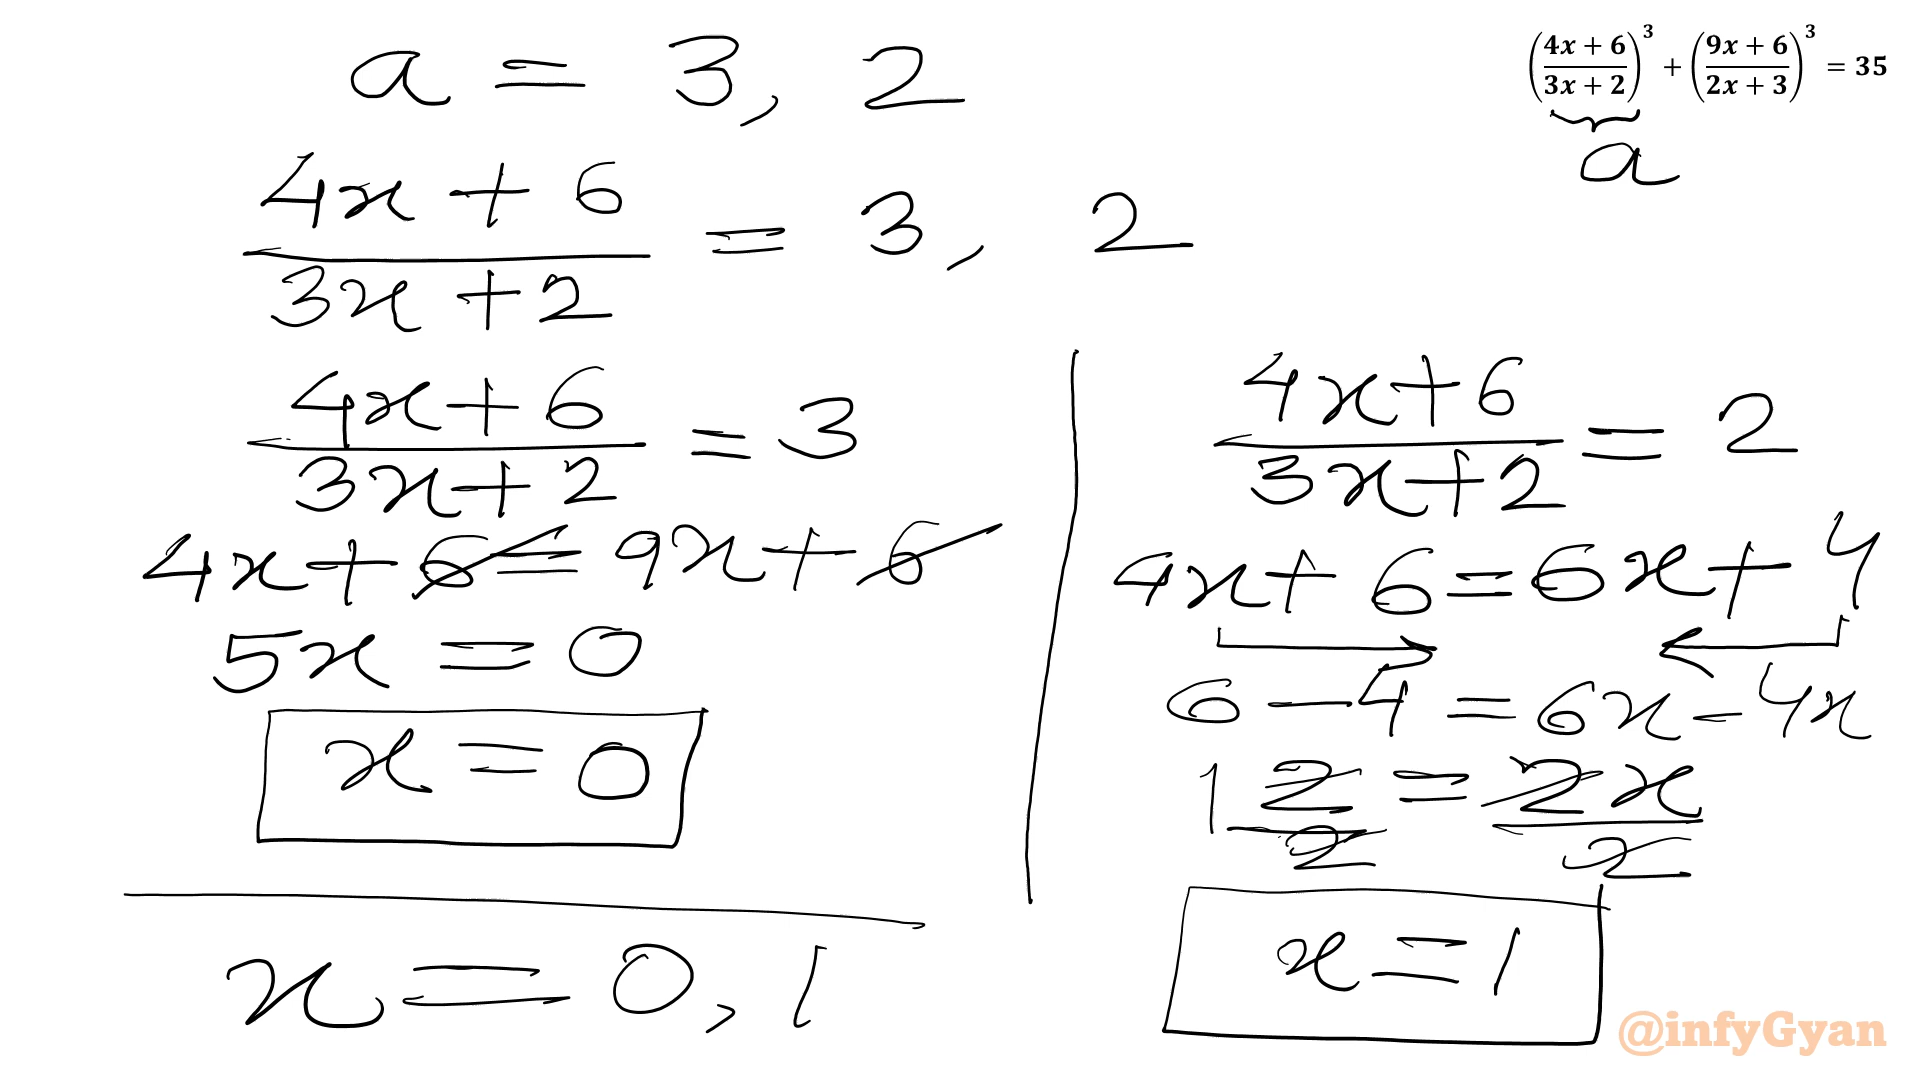 a = 3, 2
(4x + 6 / 3x + 2)³ + (9x + 6 / 2x + 3)³ = 35
a
4x + 6 / 3x + 2 = 3, 2
4x + 6 / 3x + 2 = 3
4x + 6 = 9x + 6
5x = 0
x = 0
4x + 6 / 3x + 2 = 2
4x + 6 = 6x + 4
6 - 4 = 6x - 4x
1 2 / 2 = 2x / 2
x = 1
x = 0, 1
@infyGyan